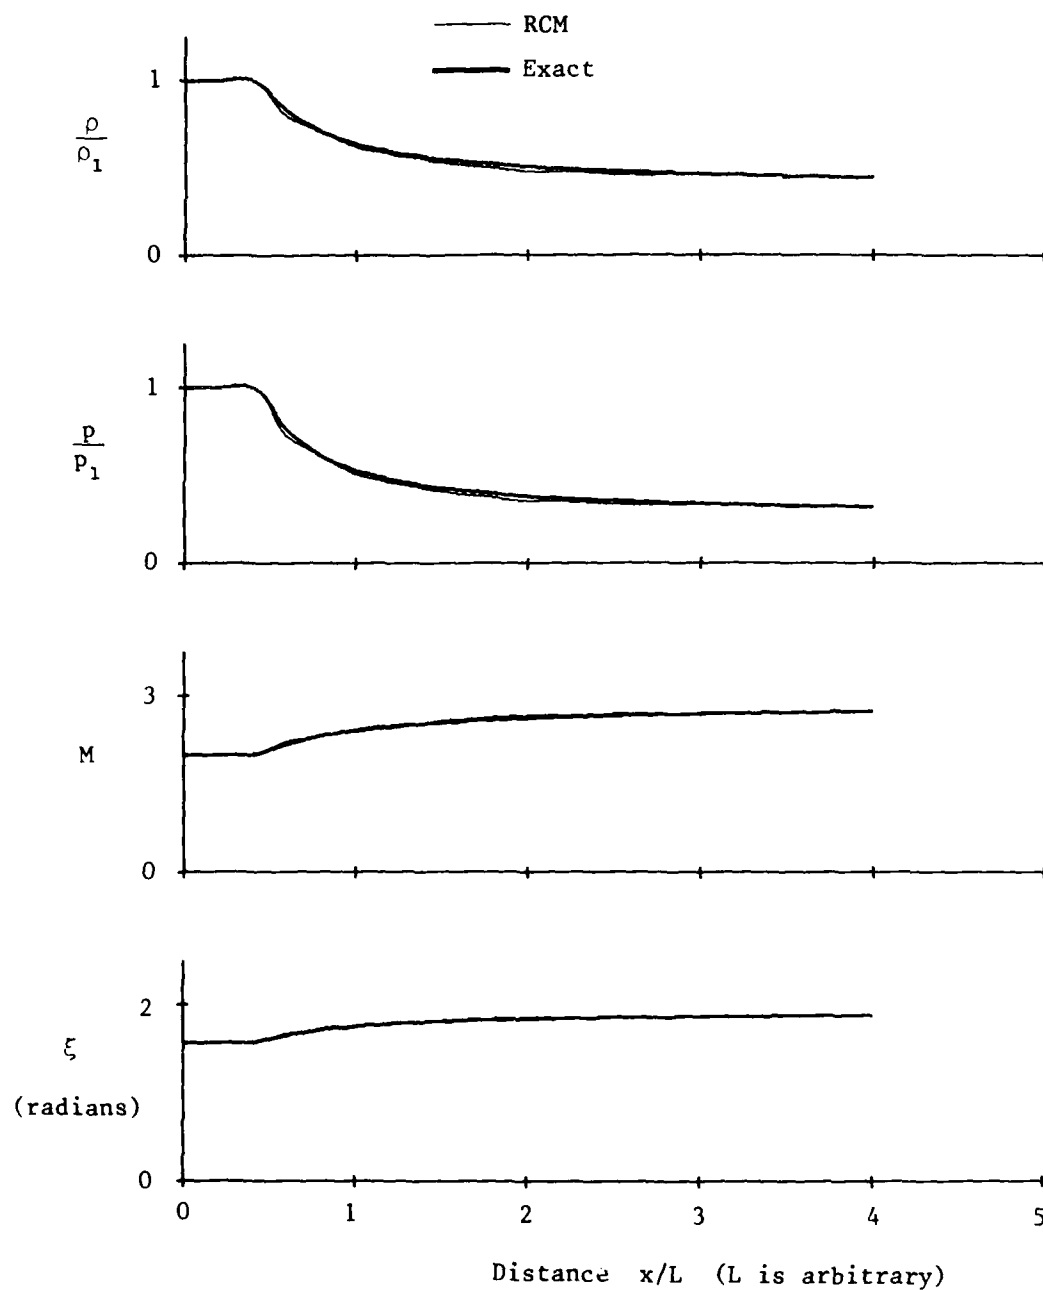 RCM
Exact
1
ρ
ρ1
0
1
p
p1
0
3
M
0
2
ξ
(radians)
0
0 1 2 3 4 5
Distance x/L (L is arbitrary)